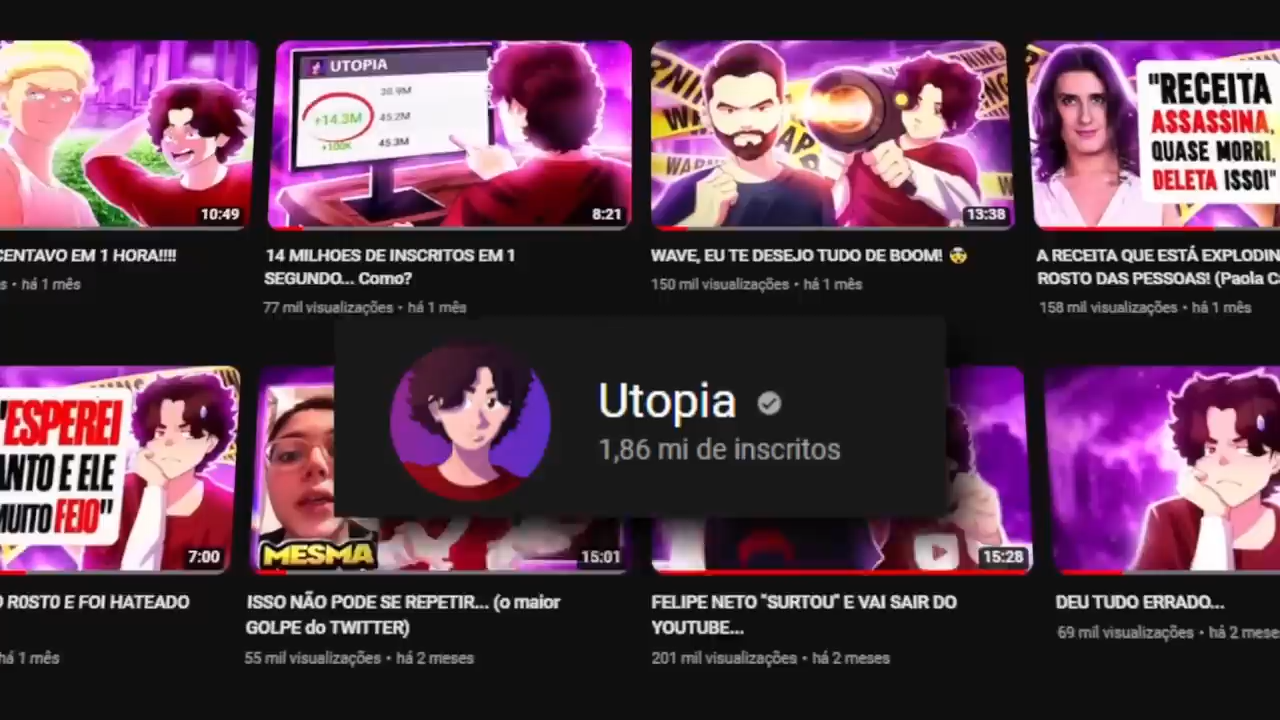 UTOPIA
+14.3M
38.9M
45.2M
+100K
45.3M
WARNING
"RECEITA
ASSASSINA,
QUASE MORRI,
DELETA ISSO!"
10:49
8:21
13:38
CENTAVO EM 1 HORA!!!!
• há 1 mês
14 MILHOES DE INSCRITOS EM 1
SEGUNDO... Como?
77 mil visualizações • há 1 mês
WAVE, EU TE DESEJO TUDO DE BOOM! 🤯
150 mil visualizações • há 1 mês
A RECEITA QUE ESTÁ EXPLODIN
ROSTO DAS PESSOAS! (Paola C
158 mil visualizações • há 1 mês
Utopia
1,86 mi de inscritos
"ESPEREI
ANTO E ELE
MUITO FEIO"
MESMA
7:00
15:01
15:28
O ROSTO E FOI HATEADO
há 1 mês
ISSO NÃO PODE SE REPETIR... (o maior
GOLPE do TWITTER)
55 mil visualizações • há 2 meses
FELIPE NETO "SURTOU" E VAI SAIR DO
YOUTUBE...
201 mil visualizações • há 2 meses
DEU TUDO ERRADO...
69 mil visualizações • há 2 mese